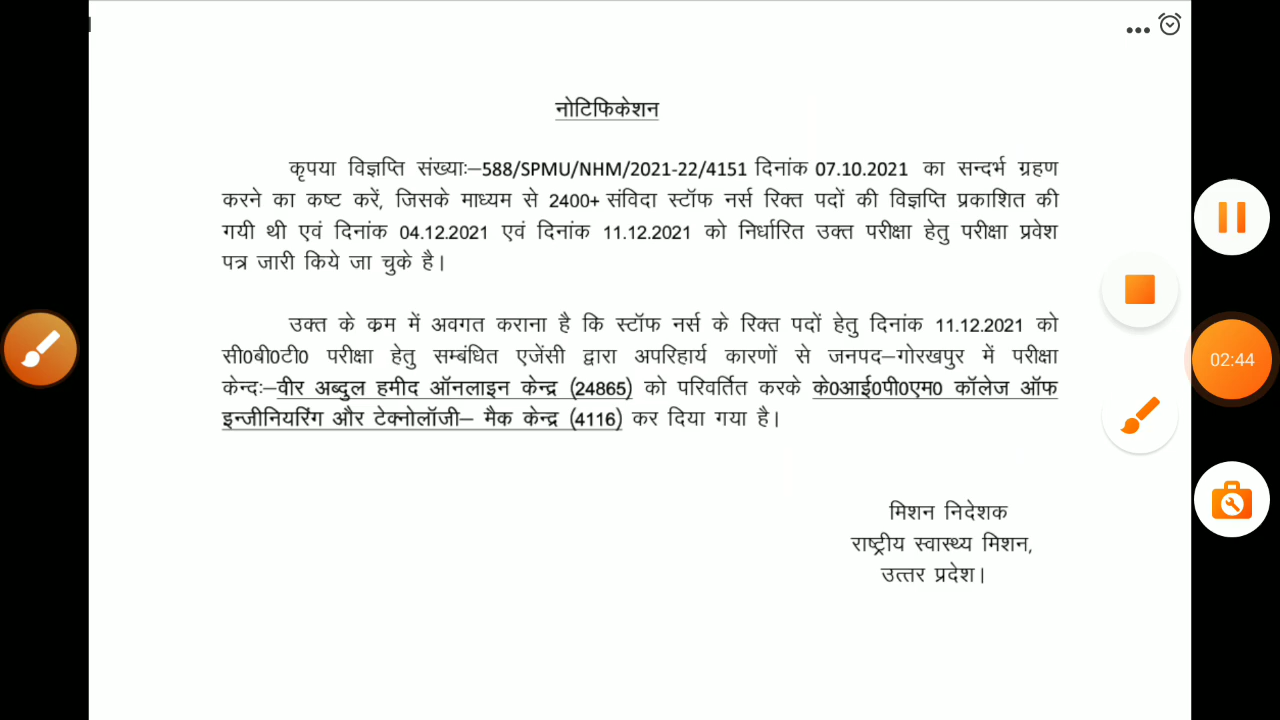 नोटिफिकेशन
कृपया विज्ञप्ति संख्याः–588/SPMU/NHM/2021-22/4151 दिनांक 07.10.2021 का सन्दर्भ ग्रहण
करने का कष्ट करें, जिसके माध्यम से 2400+ संविदा स्टॉफ नर्स रिक्त पदों की विज्ञप्ति प्रकाशित की
गयी थी एवं दिनांक 04.12.2021 एवं दिनांक 11.12.2021 को निर्धारित उक्त परीक्षा हेतु परीक्षा प्रवेश
पत्र जारी किये जा चुके है।
उक्त के क्रम में अवगत कराना है कि स्टॉफ नर्स के रिक्त पदों हेतु दिनांक 11.12.2021 को
सी0बी0टी0 परीक्षा हेतु सम्बंधित एजेंसी द्वारा अपरिहार्य कारणों से जनपद–गोरखपुर में परीक्षा
केन्दः–वीर अब्दुल हमीद ऑनलाइन केन्द्र (24865) को परिवर्तित करके के0आई0पी0एम0 कॉलेज ऑफ
इन्जीनियरिंग और टेक्नोलॉजी– मैक केन्द्र (4116) कर दिया गया है।
मिशन निदेशक
राष्ट्रीय स्वास्थ्य मिशन,
उत्तर प्रदेश।
02:44